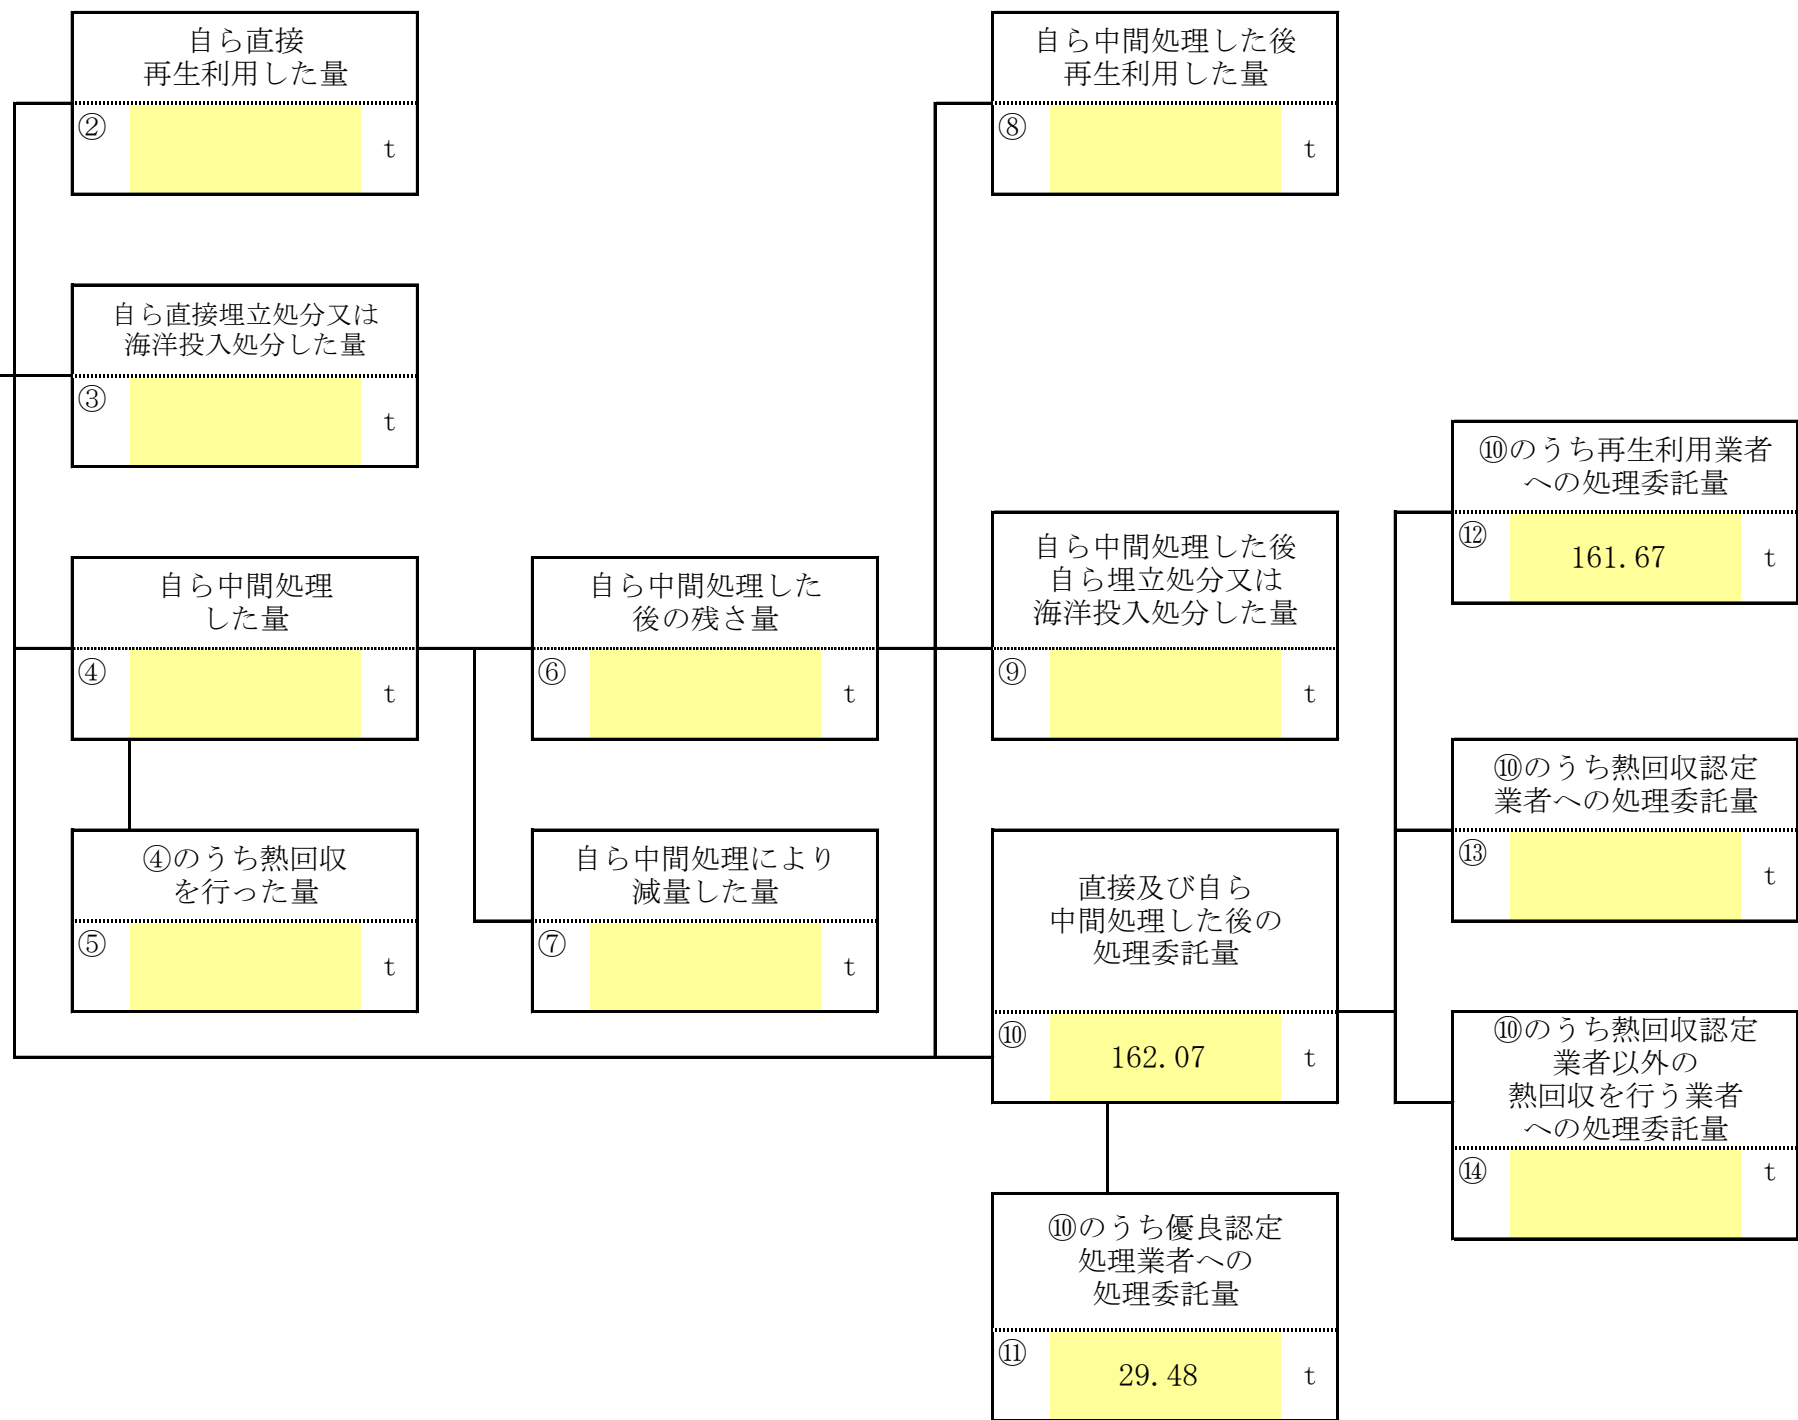 自ら直接
再生利用した量
②
t
自ら中間処理した後
再生利用した量
⑧
t
自ら直接埋立処分又は
海洋投入処分した量
③
t
⑩のうち再生利用業者
への処理委託量
⑫ 161.67 t
自ら中間処理
した量
④
t
自ら中間処理した
後の残さ量
⑥
t
自ら中間処理した後
自ら埋立処分又は
海洋投入処分した量
⑨
t
⑩のうち熱回収認定
業者への処理委託量
⑬
t
④のうち熱回収
を行った量
⑤
t
自ら中間処理により
減量した量
⑦
t
直接及び自ら
中間処理した後の
処理委託量
⑩ 162.07 t
⑩のうち熱回収認定
業者以外の
熱回収を行う業者
への処理委託量
⑭
t
⑩のうち優良認定
処理業者への
処理委託量
⑪ 29.48 t